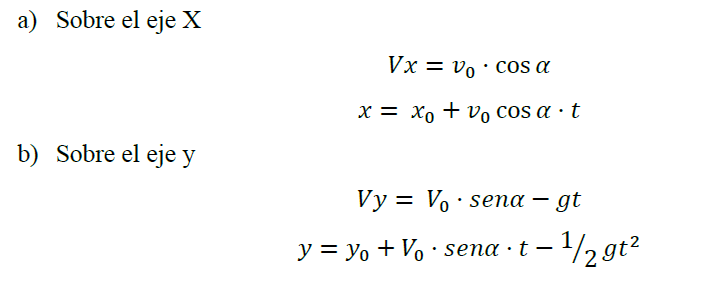 a) Sobre el eje X
Vx = v₀ · cos α
x = x₀ + v₀ cos α · t
b) Sobre el eje y
Vy = V₀ · senα − gt
y = y₀ + V₀ · senα · t − 1/2 gt²